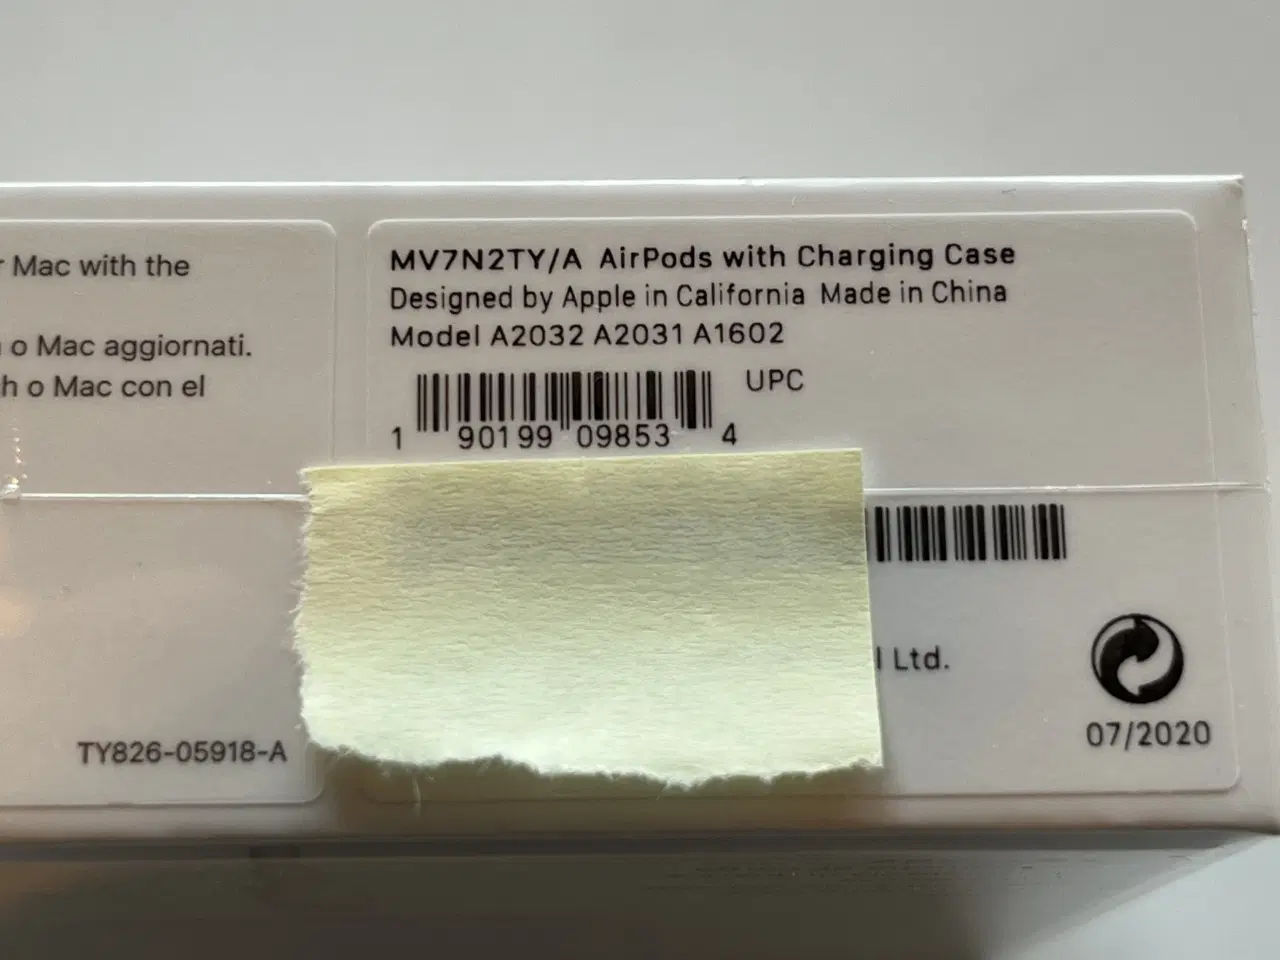 r Mac with the
o Mac aggiornati.
h o Mac con el
TY826-05918-A
MV7N2TY/A AirPods with Charging Case
Designed by Apple in California Made in China
Model A2032 A2031 A1602
UPC
1 90199 09853 4
l Ltd.
07/2020